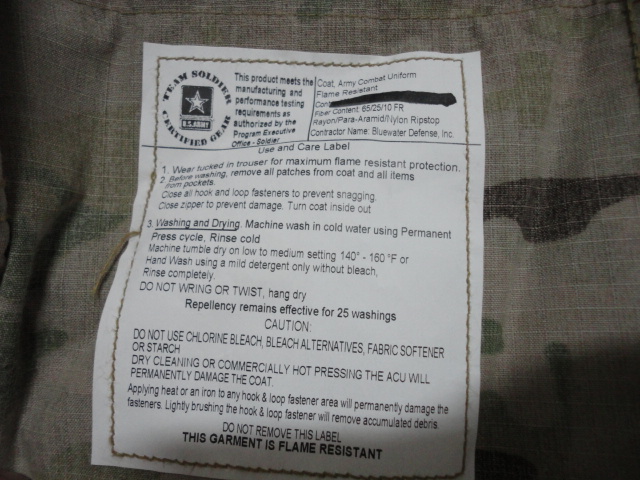 TEAM SOLDIER
U.S. ARMY
CERTIFIED GEAR
This product meets the
manufacturing and
performance testing
requirements as
authorized by the
Program Executive
Office - Soldier
Coat, Army Combat Uniform
Flame Resistant
Fiber Content: 65/25/10 FR
Rayon/Para-Aramid/Nylon Ripstop
Contractor Name: Bluewater Defense, Inc.
Use and Care Label
1. Wear tucked in trouser for maximum flame resistant protection.
2. Before washing, remove all patches from coat and all items
from pockets.
Close all hook and loop fasteners to prevent snagging.
Close zipper to prevent damage. Turn coat inside out
3. Washing and Drying. Machine wash in cold water using Permanent
Press cycle, Rinse cold
Machine tumble dry on low to medium setting 140° - 160 °F or
Hand Wash using a mild detergent only without bleach,
Rinse completely.
DO NOT WRING OR TWIST, hang dry
Repellency remains effective for 25 washings
CAUTION:
DO NOT USE CHLORINE BLEACH, BLEACH ALTERNATIVES, FABRIC SOFTENER
OR STARCH
DRY CLEANING OR COMMERCIALLY HOT PRESSING THE ACU WILL
PERMANENTLY DAMAGE THE COAT.
Applying heat or an iron to any hook & loop fastener area will permanently damage the
fasteners. Lightly brushing the hook & loop fastener will remove accumulated debris.
DO NOT REMOVE THIS LABEL
THIS GARMENT IS FLAME RESISTANT